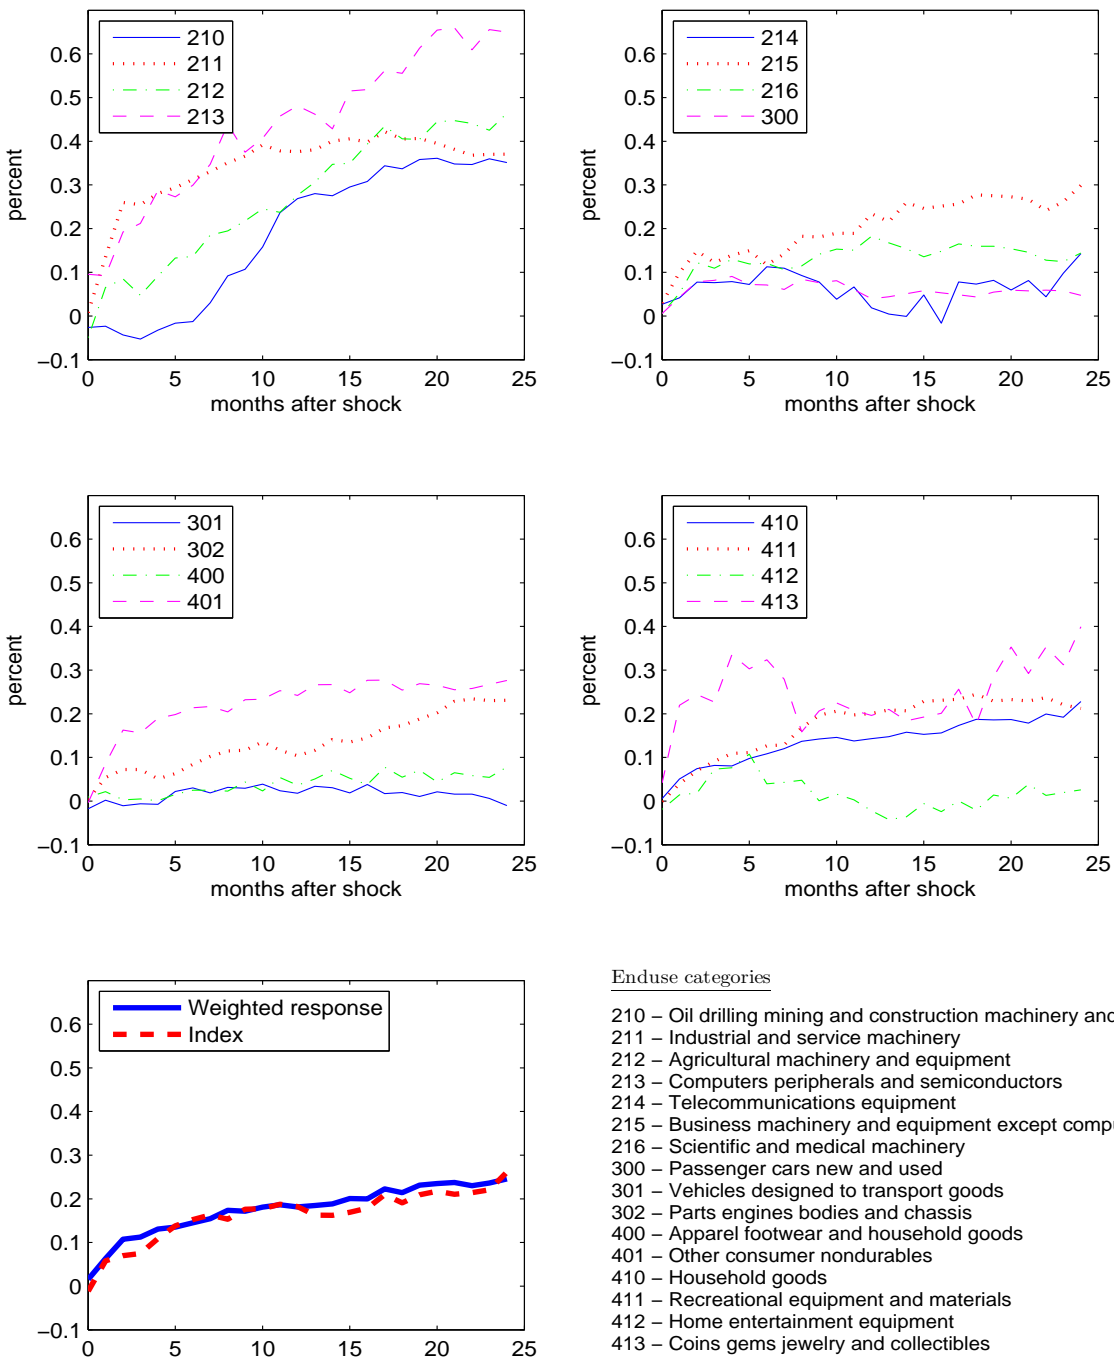 0.6
0.5
0.4
0.3
0.2
0.1
0
−0.1
percent
210
211
212
213
0 5 10 15 20 25
months after shock
0.6
0.5
0.4
0.3
0.2
0.1
0
−0.1
percent
214
215
216
300
0 5 10 15 20 25
months after shock
0.6
0.5
0.4
0.3
0.2
0.1
0
−0.1
percent
301
302
400
401
0 5 10 15 20 25
months after shock
0.6
0.5
0.4
0.3
0.2
0.1
0
−0.1
percent
410
411
412
413
0 5 10 15 20 25
months after shock
0.6
0.5
0.4
0.3
0.2
0.1
0
−0.1
Weighted response
Index
0 5 10 15 20 25
Enduse categories
210 − Oil drilling mining and construction machinery and
211 − Industrial and service machinery
212 − Agricultural machinery and equipment
213 − Computers peripherals and semiconductors
214 − Telecommunications equipment
215 − Business machinery and equipment except
216 − Scientific and medical machinery
300 − Passenger cars new and used
301 − Vehicles designed to transport goods
302 − Parts engines bodies and chassis
400 − Apparel footwear and household goods
401 − Other consumer nondurables
410 − Household goods
411 − Recreational equipment and materials
412 − Home entertainment equipment
413 − Coins gems jewelry and collectibles